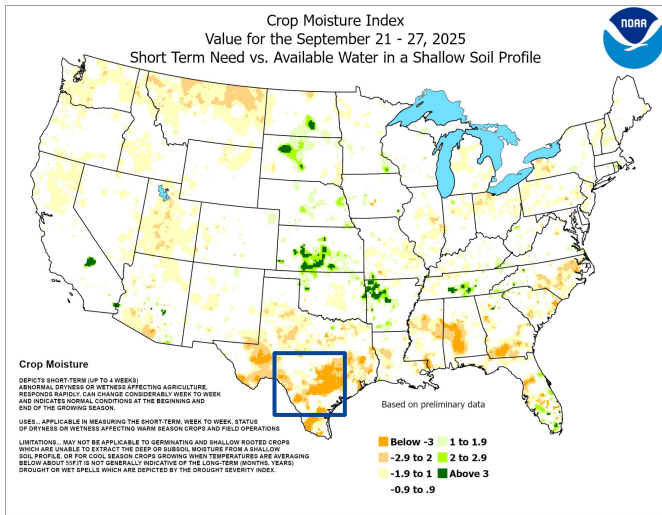 Crop Moisture Index
Value for the September 21 - 27, 2025
Short Term Need vs. Available Water in a Shallow Soil Profile
NOAA
Crop Moisture
DEPICTS SHORT-TERM (UP TO 4 WEEKS)
ABNORMAL DRYNESS OR WETNESS AFFECTING AGRICULTURE,
RESPONDS RAPIDLY, CAN CHANGE CONSIDERABLY WEEK TO WEEK
AND INDICATES NORMAL CONDITIONS AT THE BEGINNING AND
END OF THE GROWING SEASON.
USES... APPLICABLE IN MEASURING THE SHORT-TERM, WEEK TO WEEK, STATUS
OF DRYNESS OR WETNESS AFFECTING WARM SEASON CROPS AND FIELD OPERATIONS
LIMITATIONS... MAY NOT BE APPLICABLE TO GERMINATING AND SHALLOW ROOTED CROPS
WHICH ARE UNABLE TO EXTRACT THE DEEP OR SUBSOIL MOISTURE FROM A SHALLOW
SOIL PROFILE, OR FOR COOL SEASON CROPS GROWING WHEN TEMPERATURES ARE AVERAGING
BELOW ABOUT 55F.IT IS NOT GENERALLY INDICATIVE OF THE LONG-TERM (MONTHS, YEARS)
DROUGHT OR WET SPELLS WHICH ARE DEPICTED BY THE DROUGHT SEVERITY INDEX.
Based on preliminary data
Below -3
-2.9 to 2
-1.9 to 1
-0.9 to .9
1 to 1.9
2 to 2.9
Above 3